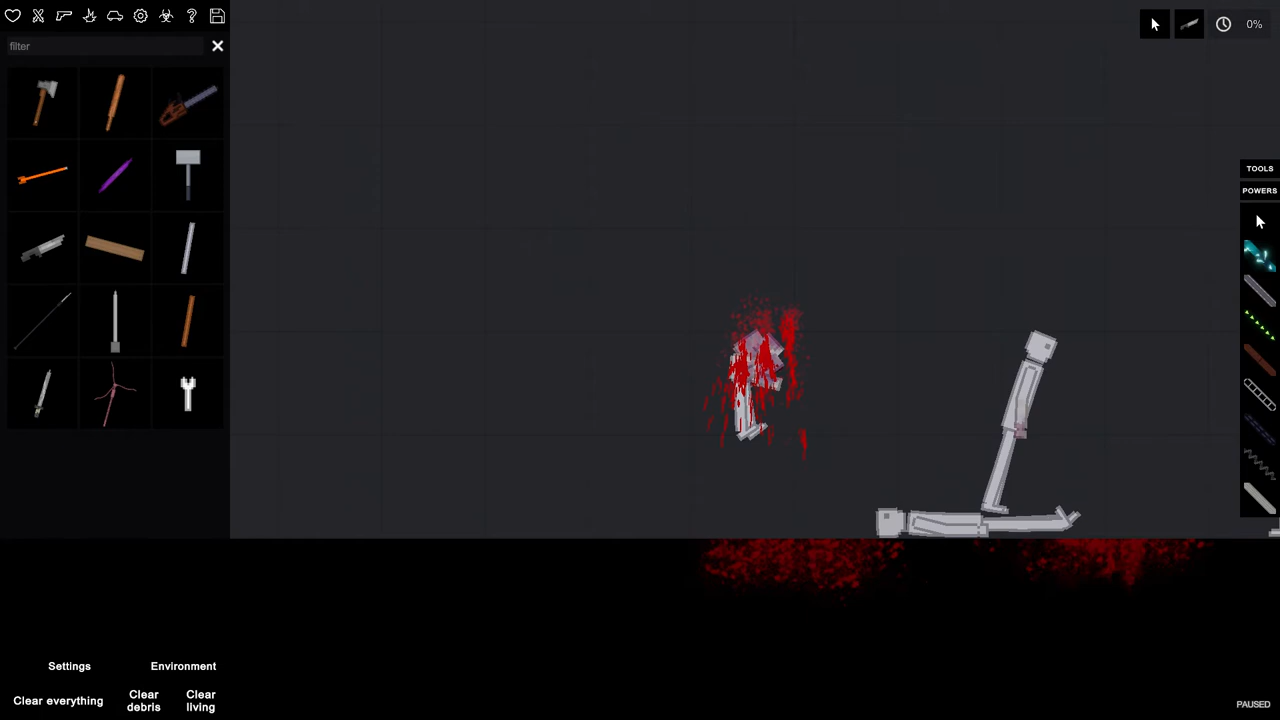 filter
0%
TOOLS
POWERS
Settings
Environment
Clear everything
Clear
debris
Clear
living
PAUSED